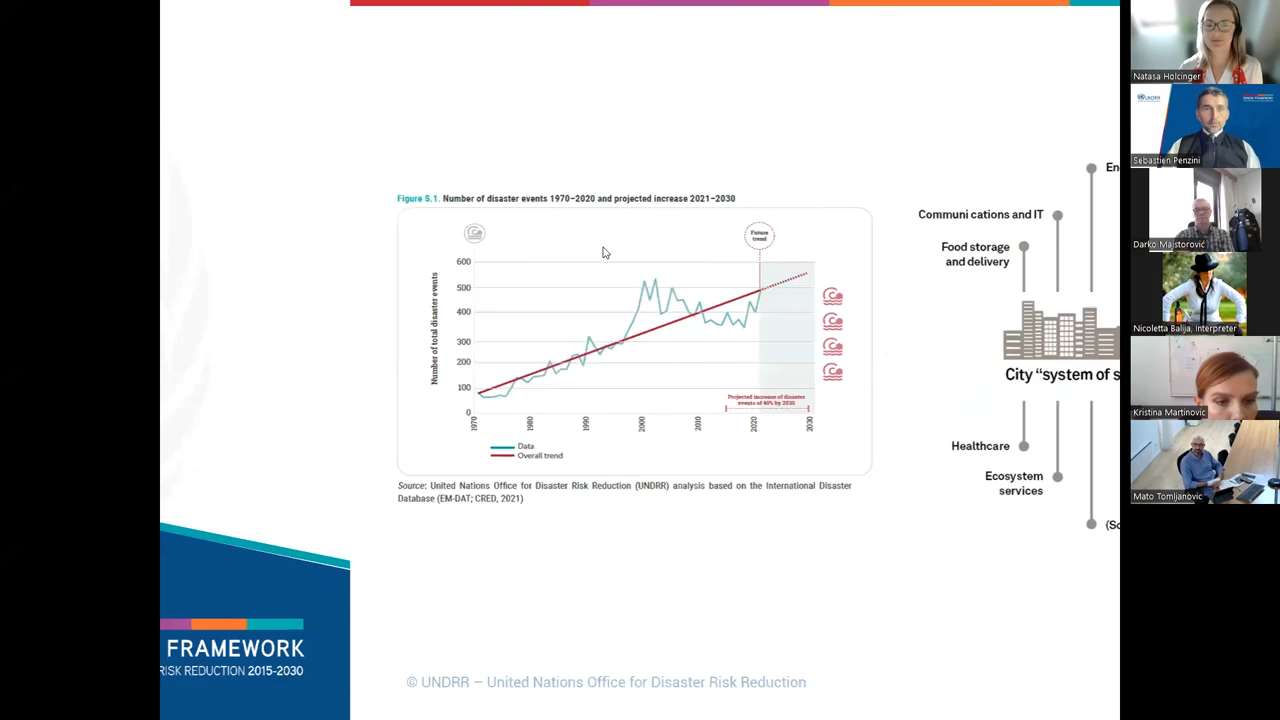 Figure S.1. Number of disaster events 1970–2020 and projected increase 2021–2030
Future
trend
Number of total disaster events
600
500
400
300
200
100
0
1970
1980
1990
2000
2010
2020
2030
Projected increase of disaster
events of 40% by 2030
Data
Overall trend
Source: United Nations Office for Disaster Risk Reduction (UNDRR) analysis based on the International Disaster
Database (EM-DAT; CRED, 2021)
En
Communi cations and IT
Food storage
and delivery
City “system of s
Healthcare
Ecosystem
services
(So
FRAMEWORK
RISK REDUCTION 2015-2030
© UNDRR – United Nations Office for Disaster Risk Reduction
Natasa Holcinger
UNDRR
Sebastien Penzini
Darko Majstorović
Nicoletta Balija, Interpreter
Kristina Martinovic
Mato Tomljanovic